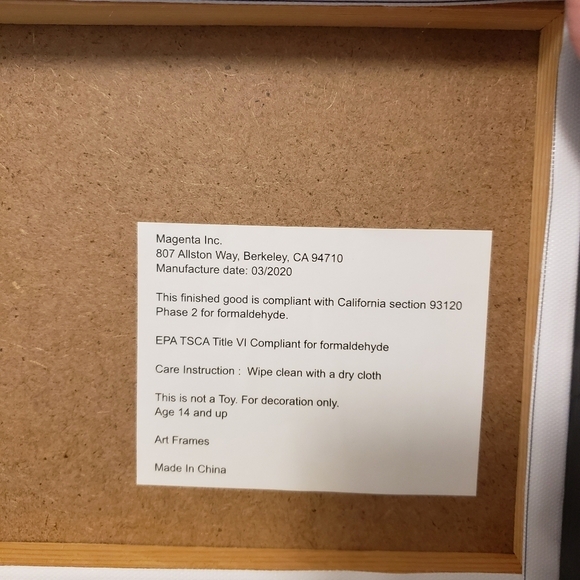 Magenta Inc.
807 Allston Way, Berkeley, CA 94710
Manufacture date: 03/2020
This finished good is compliant with California section 93120
Phase 2 for formaldehyde.
EPA TSCA Title VI Compliant for formaldehyde
Care Instruction : Wipe clean with a dry cloth
This is not a Toy. For decoration only.
Age 14 and up
Art Frames
Made In China